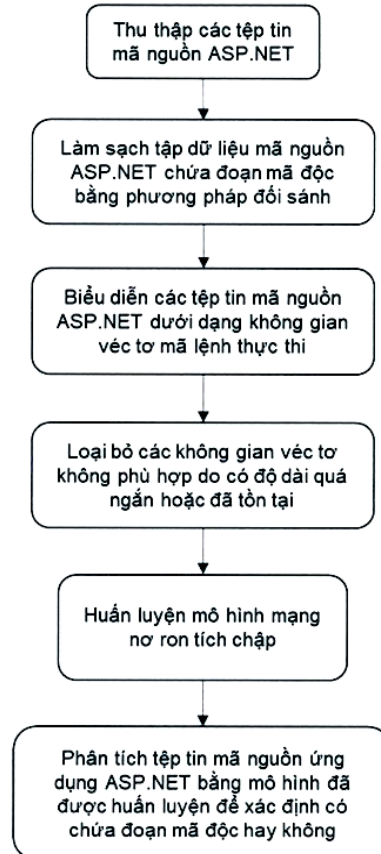 Thu thập các tệp tin
mã nguồn ASP.NET
Làm sạch tập dữ liệu mã nguồn
ASP.NET chứa đoạn mã độc
bằng phương pháp đối sánh
Biểu diễn các tệp tin mã nguồn
ASP.NET dưới dạng không gian
véc tơ mã lệnh thực thi
Loại bỏ các không gian véc tơ
không phù hợp do có độ dài quá
ngắn hoặc đã tồn tại
Huấn luyện mô hình mạng
nơ ron tích chập
Phân tích tệp tin mã nguồn ứng
dụng ASP.NET bằng mô hình đã
được huấn luyện để xác định có
chứa đoạn mã độc hay không